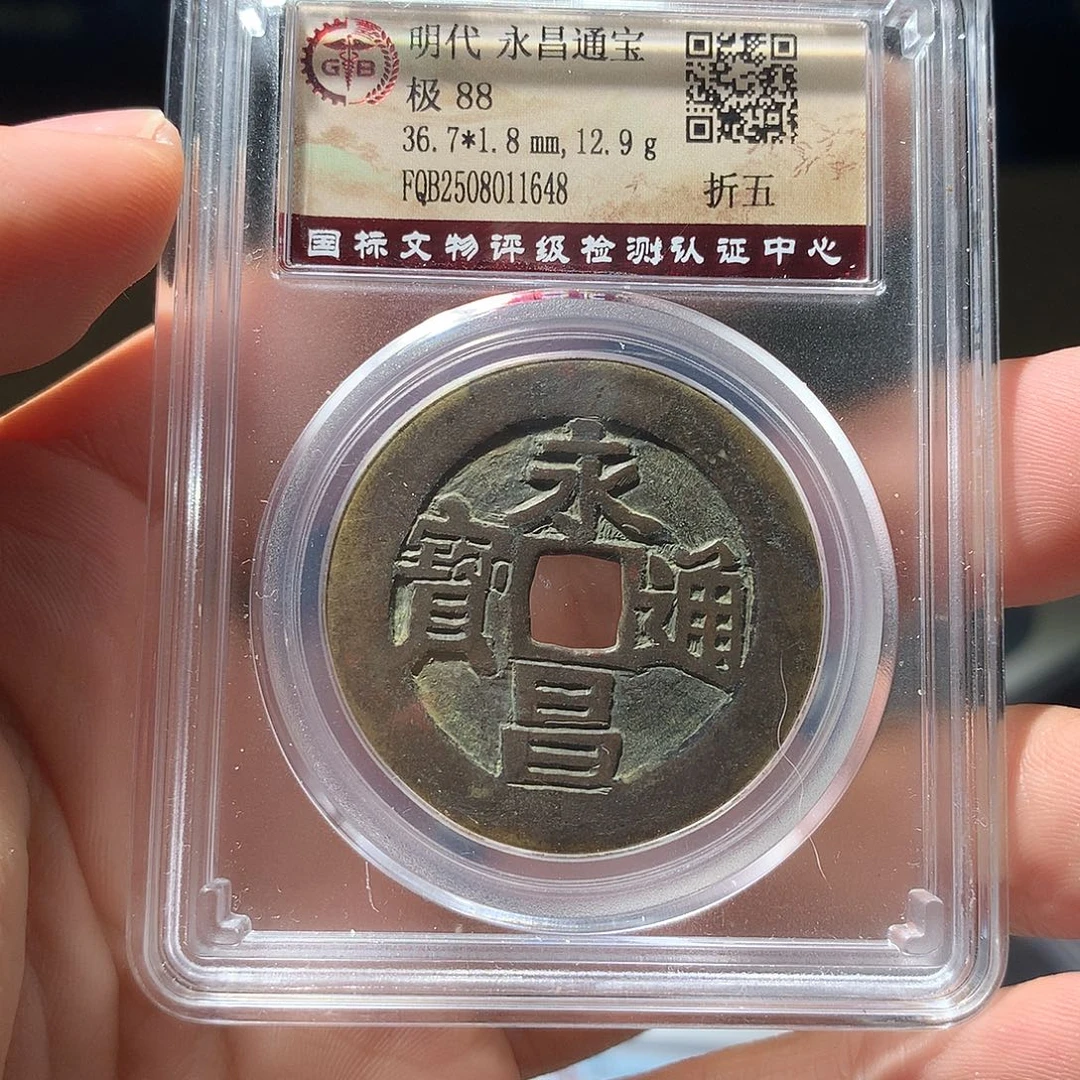 GB
明代 永昌通宝
极 88
36.7*1.8 mm, 12.9 g
FQB2508011648
折五
国标文物评级检测认证中心
永昌通寶